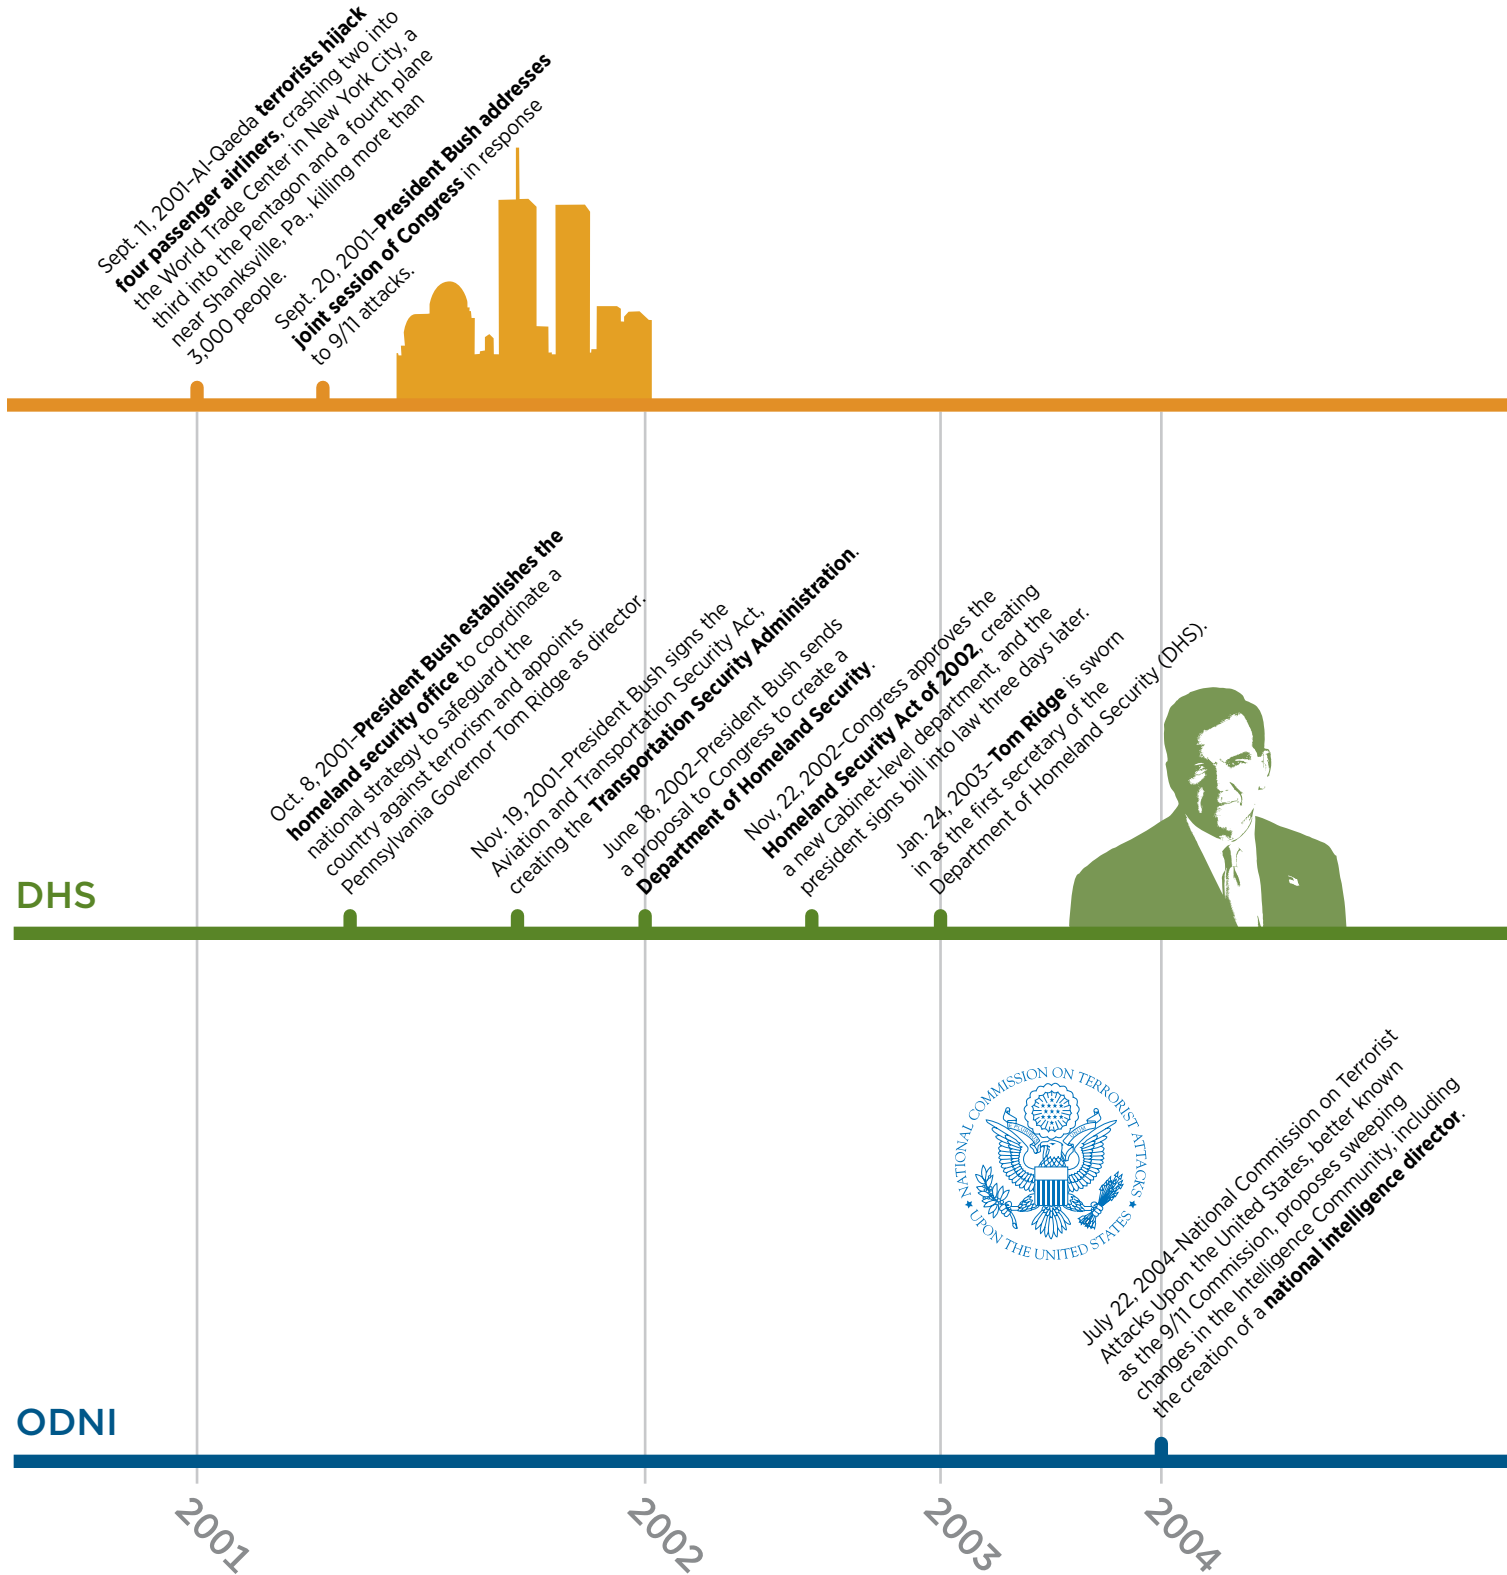 Sept. 11, 2001–Al-Qaeda terrorists hijack
four passenger airliners, crashing two into
the World Trade Center in New York City, a
third into the Pentagon and a fourth plane
near Shanksville, Pa., killing more than
3,000 people.
Sept. 20, 2001–President Bush addresses
joint session of Congress in response
to 9/11 attacks.
Oct. 8, 2001–President Bush establishes the
homeland security office to coordinate a
national strategy to safeguard the
country against terrorism and appoints
Pennsylvania Governor Tom Ridge as director.
Nov. 19, 2001–President Bush signs the
Aviation and Transportation Security Act,
creating the Transportation Security Administration.
June 18, 2002–President Bush sends
a proposal to Congress to create a
Department of Homeland Security.
Nov, 22, 2002–Congress approves the
Homeland Security Act of 2002, creating
a new Cabinet-level department, and the
president signs bill into law three days later.
Jan. 24, 2003– Tom Ridge is sworn
in as the first secretary of the
Department of Homeland Security (DHS).
DHS
NATIONAL COMMISSION ON TERRORIST ATTACKS
UPON THE UNITED STATES
July 22, 2004–National Commission on Terrorist
Attacks Upon the United States, better known
as the 9/11 Commission, proposes sweeping
changes in the Intelligence Community, including
the creation of a national intelligence director.
ODNI
2001
2002
2003
2004